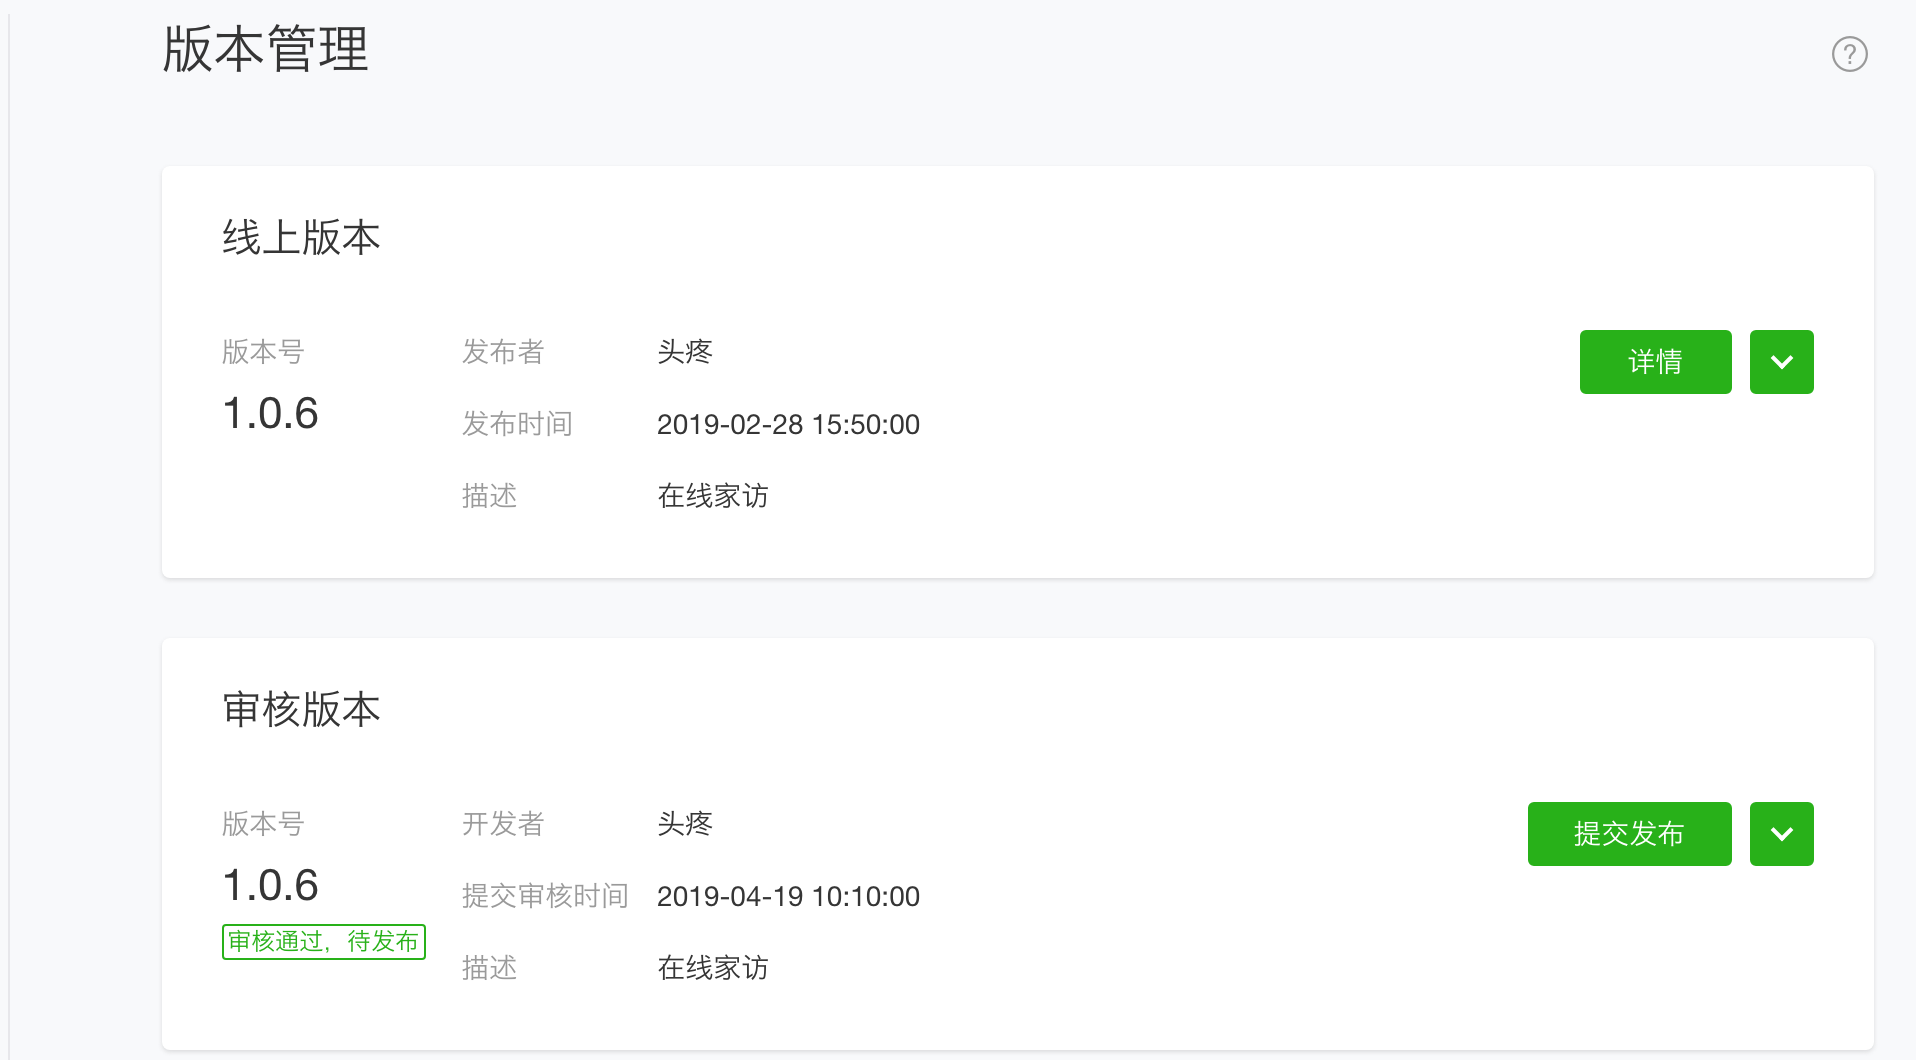 版本管理
?
线上版本
版本号
1.0.6
发布者 头疼
发布时间 2019-02-28 15:50:00
描述 在线家访
详情
审核版本
版本号
1.0.6
审核通过，待发布
开发者 头疼
提交审核时间 2019-04-19 10:10:00
描述 在线家访
提交发布